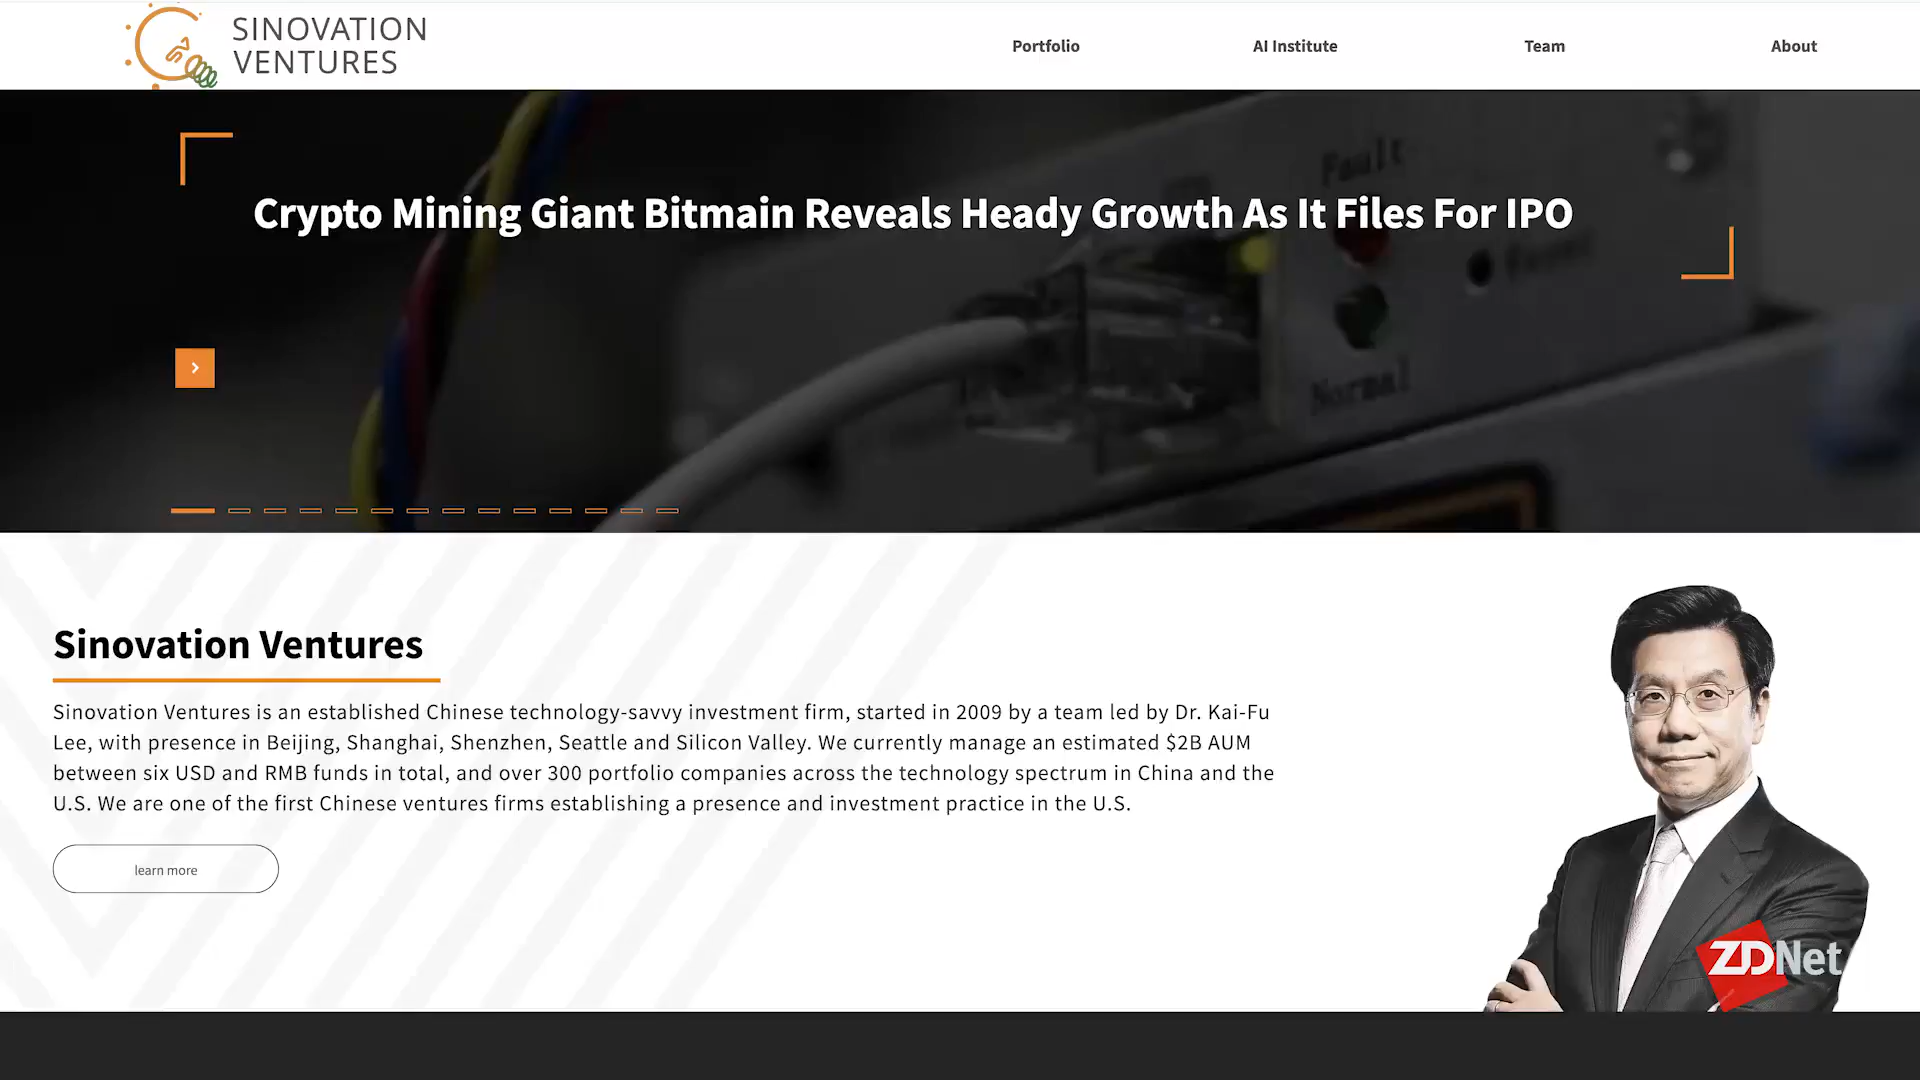 SINOVATION
VENTURES
Portfolio
AI Institute
Team
About
Crypto Mining Giant Bitmain Reveals Heady Growth As It Files For IPO
Fault
Reset
Normal
Sinovation Ventures
Sinovation Ventures is an established Chinese technology-savvy investment firm, started in 2009 by a team led by Dr. Kai-Fu
Lee, with presence in Beijing, Shanghai, Shenzhen, Seattle and Silicon Valley. We currently manage an estimated $2B AUM
between six USD and RMB funds in total, and over 300 portfolio companies across the technology spectrum in China and the
U.S. We are one of the first Chinese ventures firms establishing a presence and investment practice in the U.S.
learn more
ZDNet